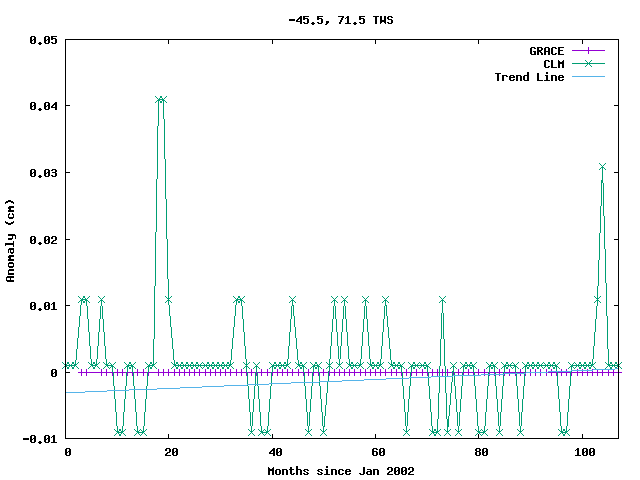 -45.5, 71.5 TWS
GRACE
CLM
Trend Line
0.05
0.04
0.03
0.02
0.01
0
-0.01
Anomaly (cm)
0 20 40 60 80 100
Months since Jan 2002